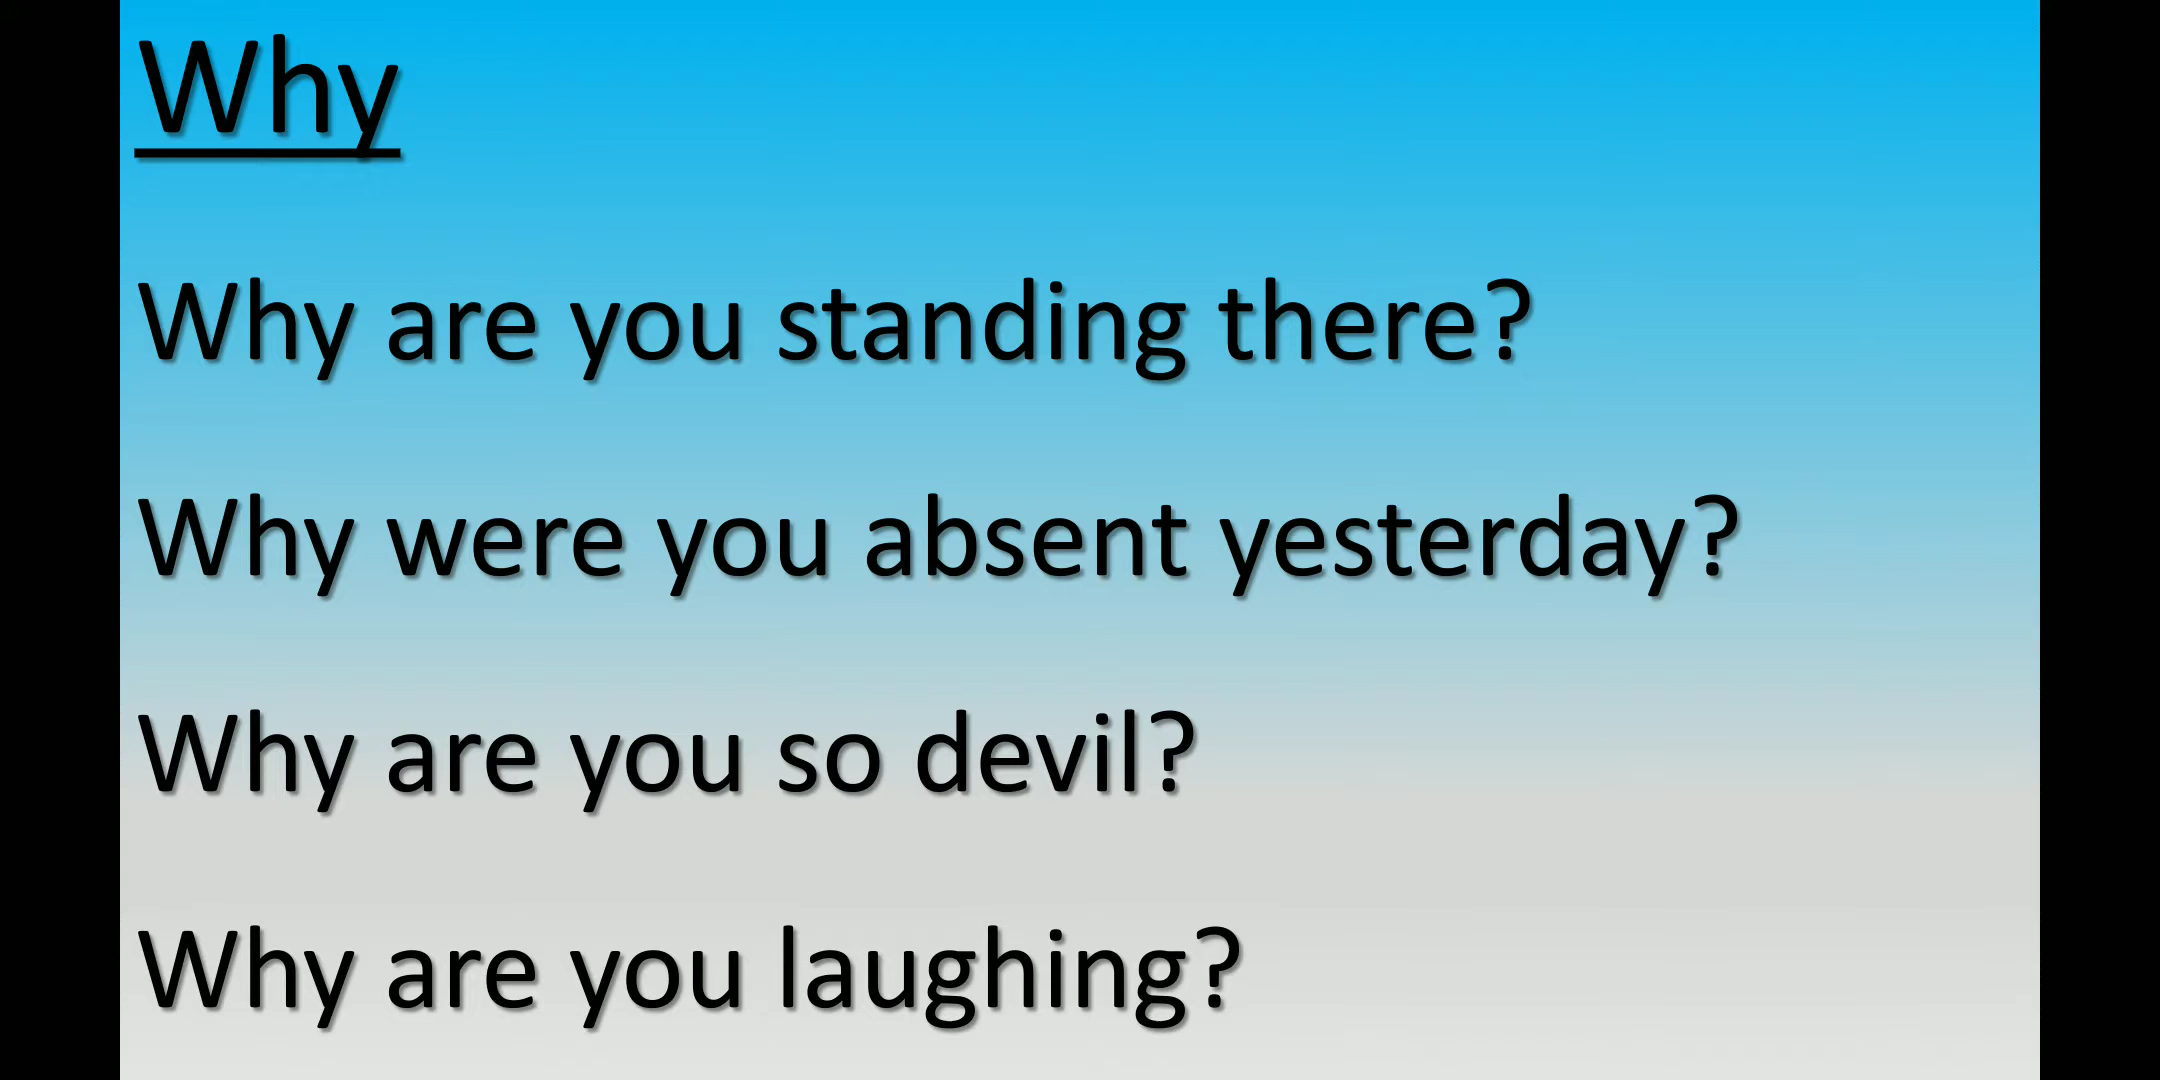 Why
Why are you standing there?
Why were you absent yesterday?
Why are you so devil?
Why are you laughing?